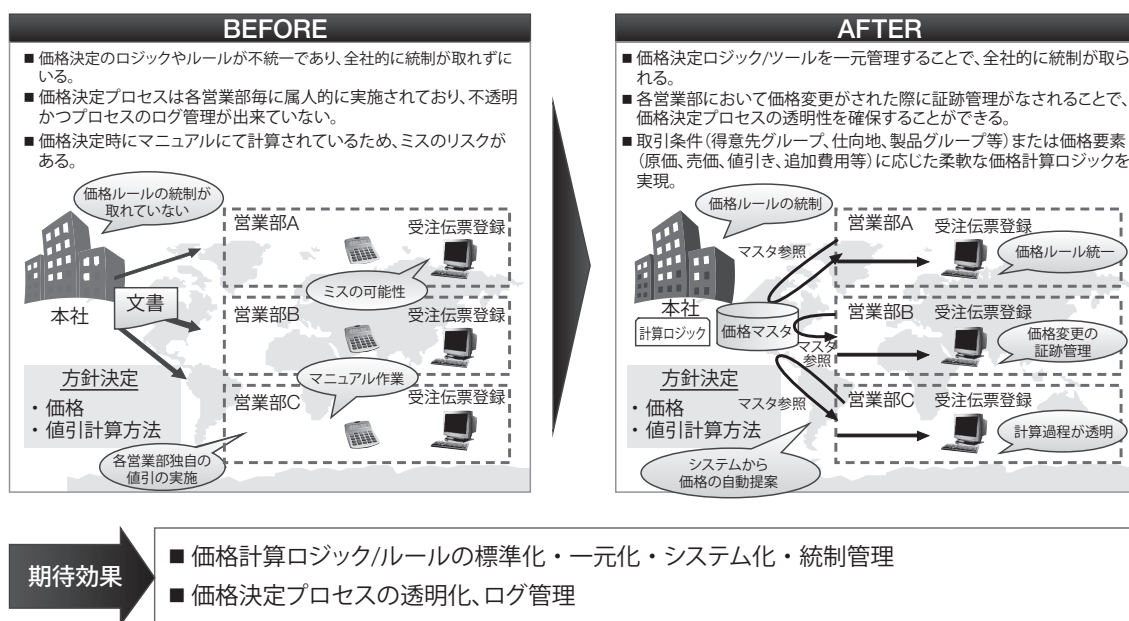 BEFORE
■ 価格決定のロジックやルールが不統一であり、全社的に統制が取れずに
いる。
■ 価格決定プロセスは各営業部毎に属人的に実施されており、不透明
かつプロセスのログ管理が出来ていない。
■ 価格決定時にマニュアルにて計算されているため、ミスのリスクが
ある。
価格ルールの統制が
取れていない
営業部A
受注伝票登録
ミスの可能性
本社
文書
営業部B
受注伝票登録
マニュアル作業
方針決定
・価格
・値引計算方法
営業部C
受注伝票登録
各営業部独自の
値引の実施
AFTER
■ 価格決定ロジック/ツールを一元管理することで、全社的に統制が取ら
れる。
■ 各営業部において価格変更がされた際に証跡管理がなされることで、
価格決定プロセスの透明性を確保することができる。
■ 取引条件（得意先グループ、仕向地、製品グループ等）または価格要素
（原価、売価、値引き、追加費用等）に応じた柔軟な価格計算ロジックを
実現。
価格ルールの統制
営業部A
受注伝票登録
マスタ参照
価格ルール統一
本社
計算ロジック
価格マスタ
営業部B
受注伝票登録
マスタ
参照
価格変更の
証跡管理
方針決定
・価格
・値引計算方法
マスタ参照
営業部C
受注伝票登録
計算過程が透明
システムから
価格の自動提案
期待効果
■ 価格計算ロジック/ルールの標準化・一元化・システム化・統制管理
■ 価格決定プロセスの透明化、ログ管理